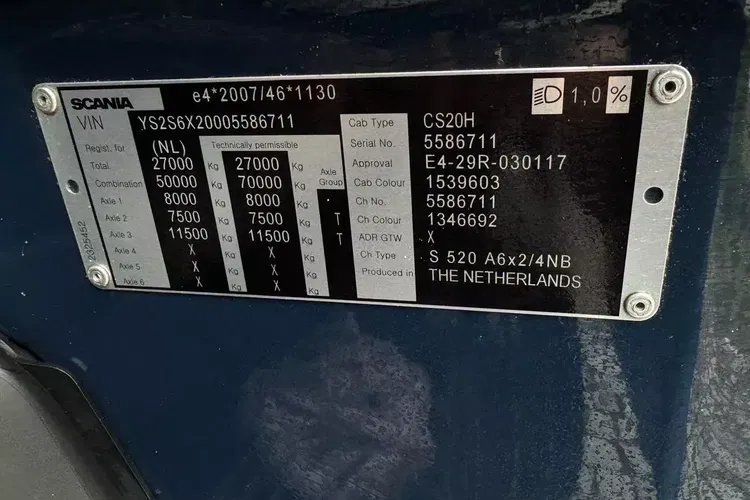 SCANIA e4*2007/46*1130 1,0 %
VIN YS2S6X20005586711
Regist. for (NL) Technically permissible
Total 27000 Kg 27000 Kg
Combination 50000 Kg 70000 Kg Axle Group
Axle 1 8000 Kg 8000 Kg
Axle 2 7500 Kg 7500 Kg T
Axle 3 11500 Kg 11500 Kg T
Axle 4 X Kg X Kg
Axle 5 X Kg X Kg
Axle 6 X Kg X Kg
Cab Type CS20H
Serial No. 5586711
Approval E4-29R-030117
Cab Colour 1539603
Ch No. 5586711
Ch Colour 1346692
ADR GTW X
Ch Type S 520 A6x2/4NB
Produced in THE NETHERLANDS
2325452